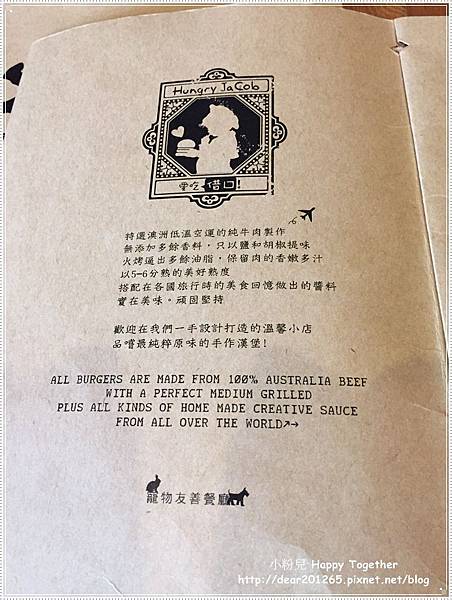 Hungry JaCob
要吃 借口!
特選澳洲低溫空運的純牛肉製作
無添加多餘香料，只以鹽和胡椒提味
火烤逼出多餘油脂，保留肉的香嫩多汁
以5-6分熟的美好熟度
搭配在各國旅行時的美食回憶做出的醬料
實在美味。頑固堅持
歡迎在我們一手設計打造的溫馨小店
品嚐最純粹原味的手作漢堡!
ALL BURGERS ARE MADE FROM 100% AUSTRALIA BEEF
WITH A PERFECT MEDIUM GRILLED
PLUS ALL KINDS OF HOME MADE CREATIVE SAUCE
FROM ALL OVER THE WORLD↗→
寵物友善餐廳
小粉兒 Happy Together
http://dear201265.pixnet.net/blog